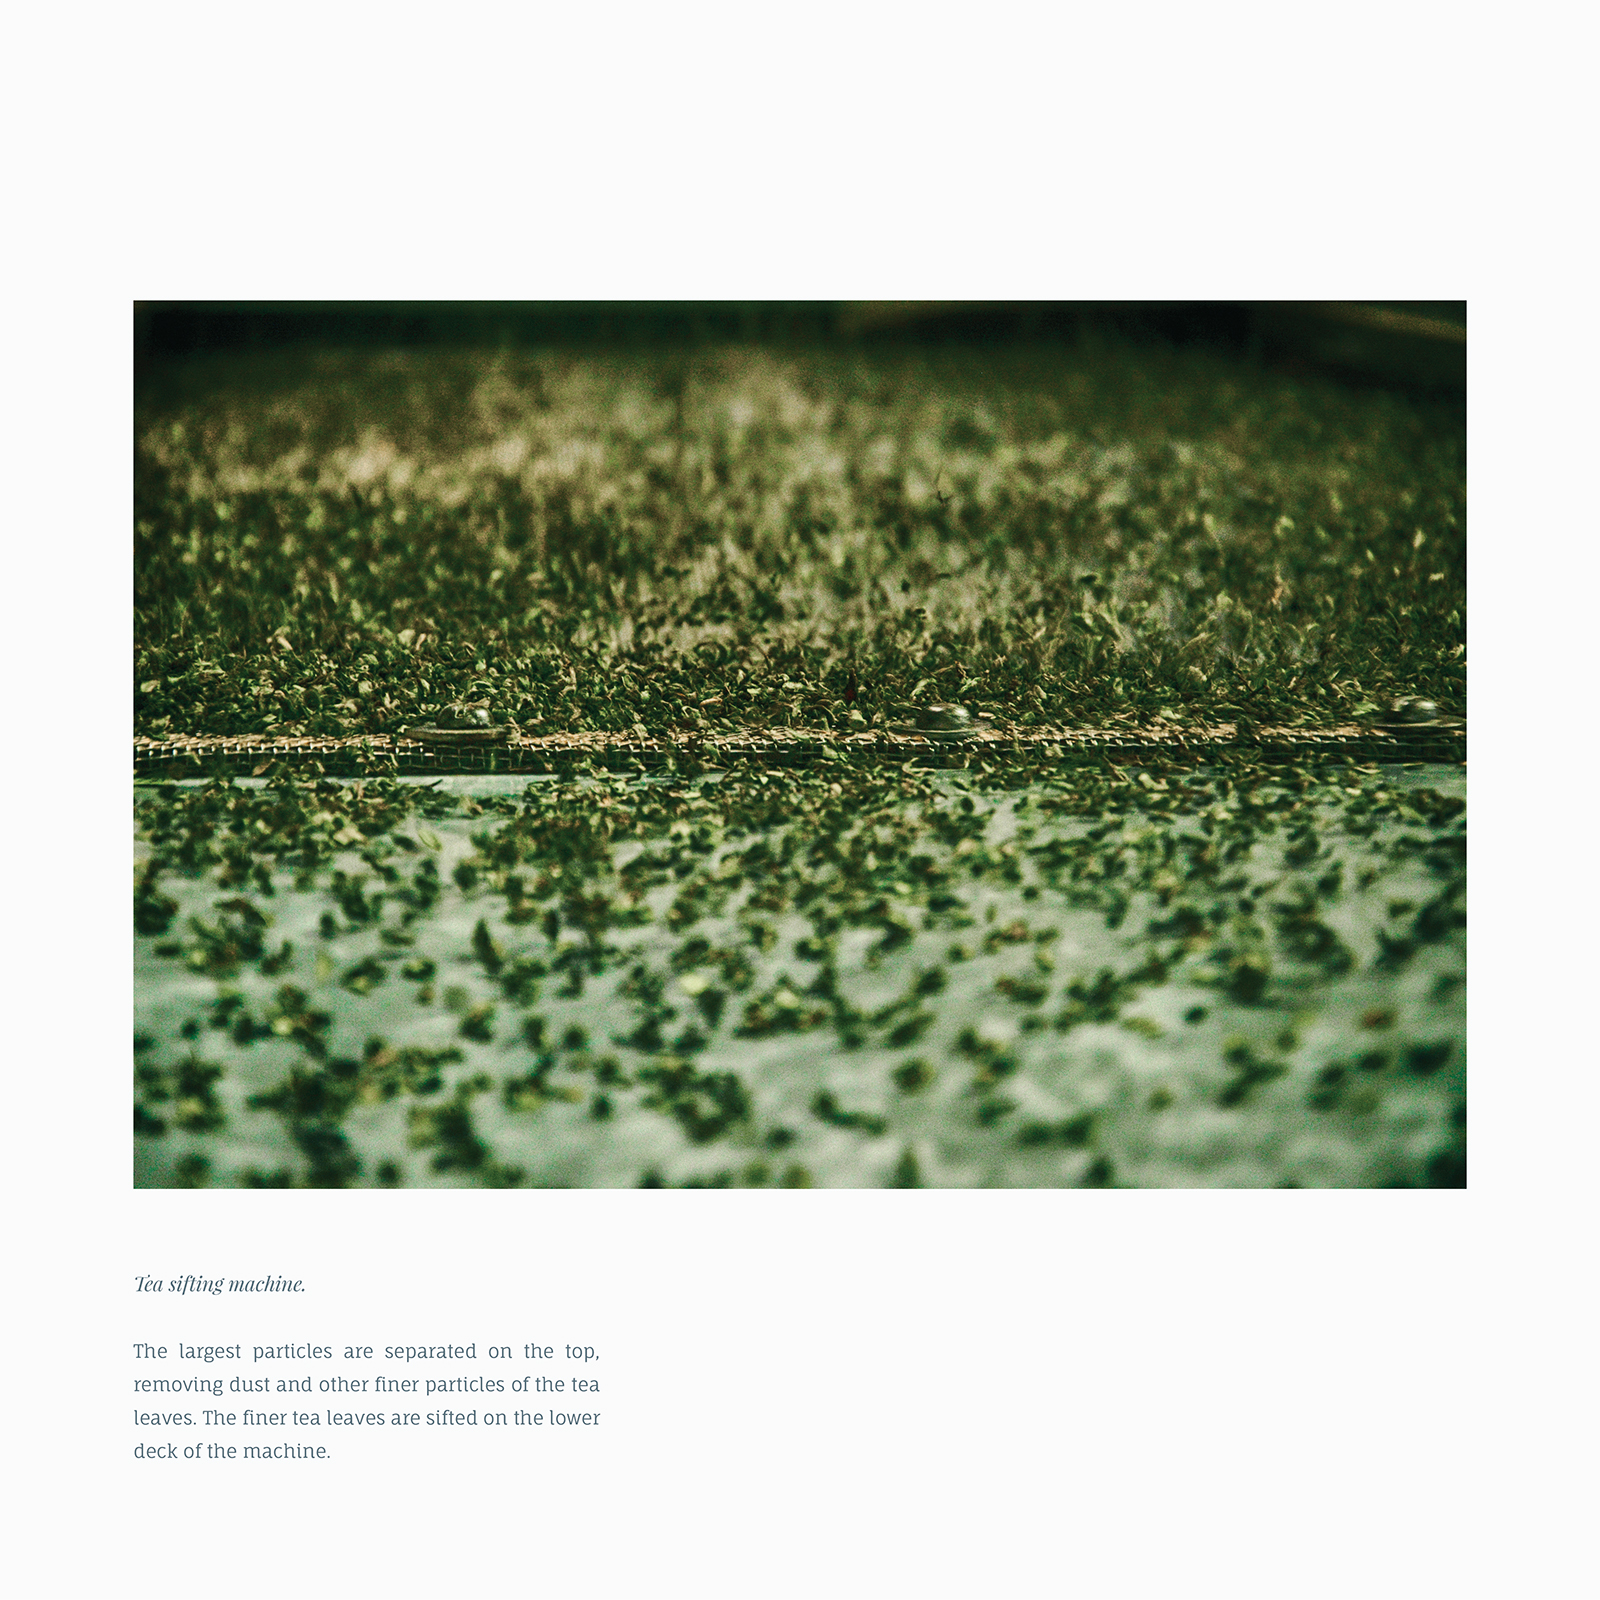 Tea sifting machine.
The largest particles are separated on the top,
removing dust and other finer particles of the tea
leaves. The finer tea leaves are sifted on the lower
deck of the machine.